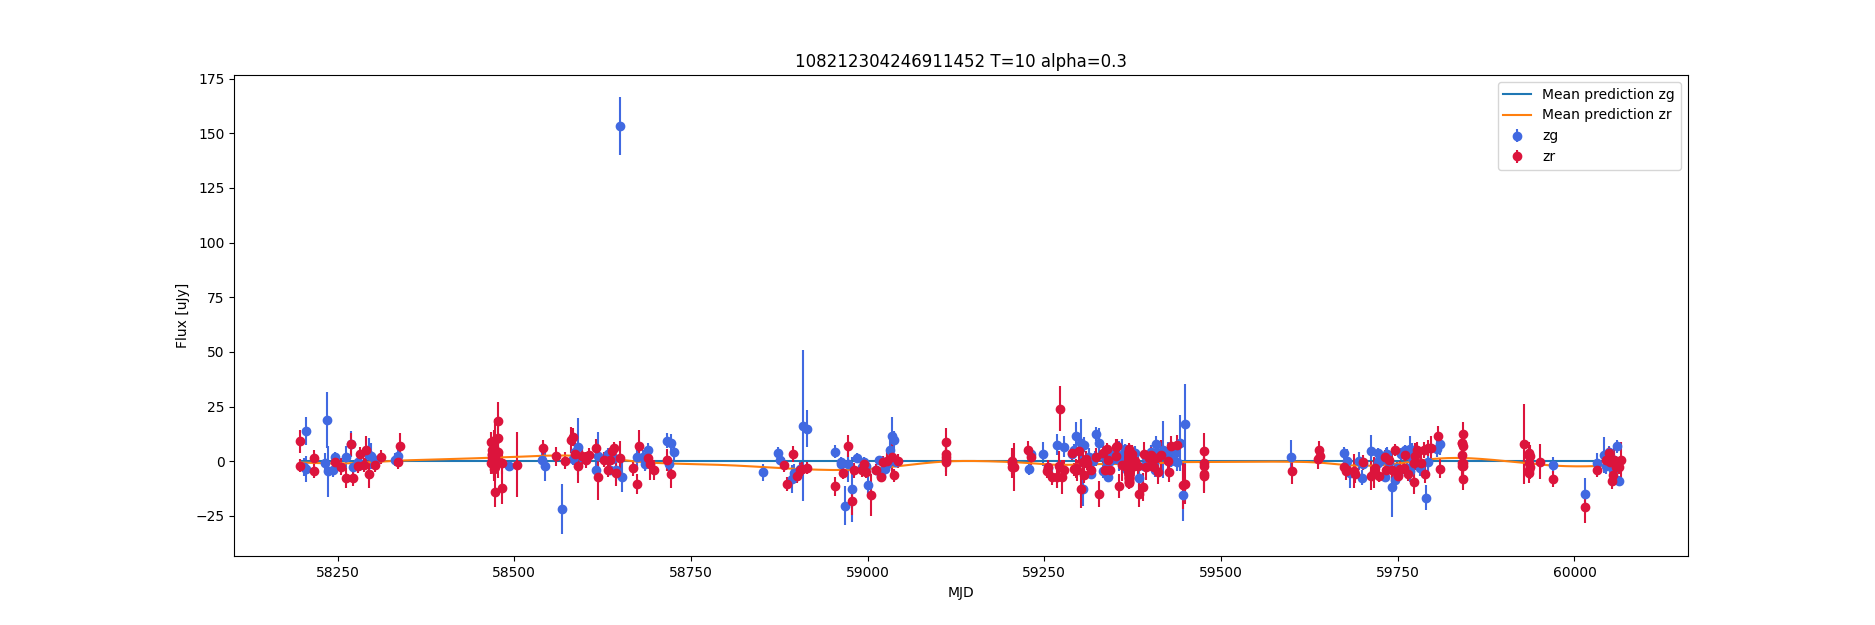 108212304246911452 T=10 alpha=0.3
175
150
125
100
75
50
25
0
−25
Flux [uJy]
Mean prediction zg
Mean prediction zr
zg
zr
58250 58500 58750 59000 59250 59500 59750 60000
MJD